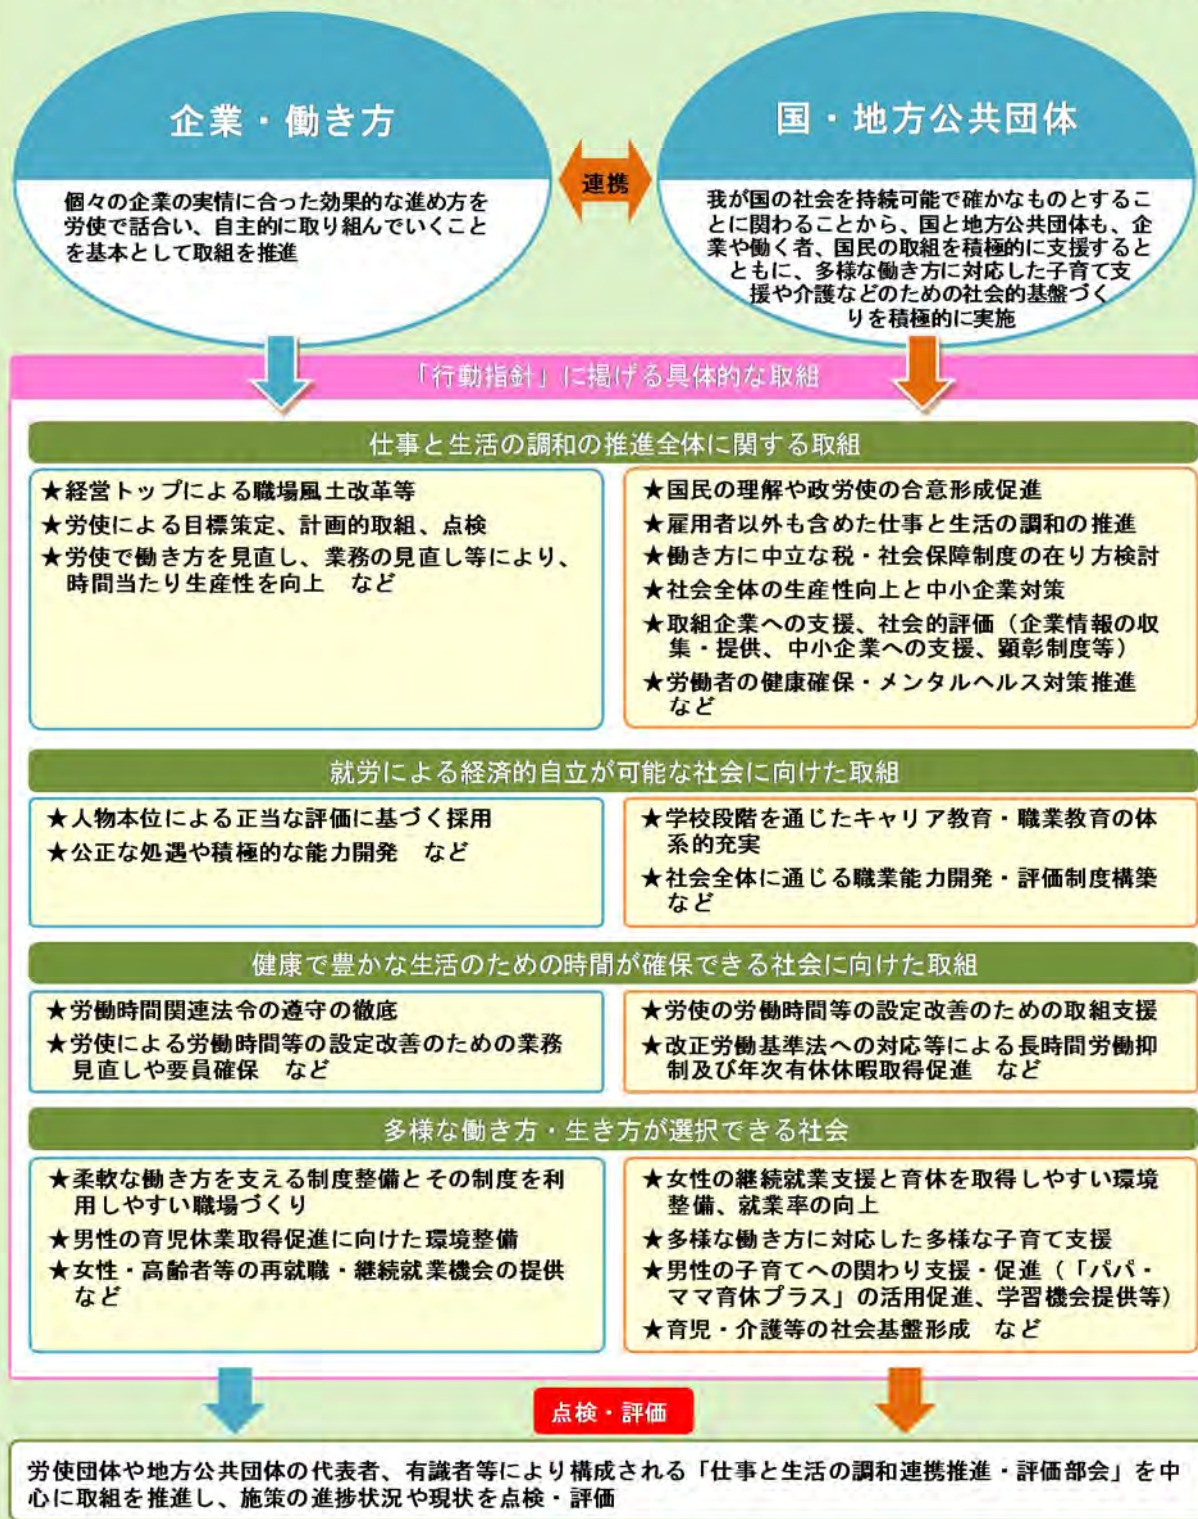 企業・働き方
個々の企業の実情に合った効果的な進め方を
労使で話合い、自主的に取り組んでいくこと
を基本として取組を推進
連携
国・地方公共団体
我が国の社会を持続可能で確かなものとするこ
とに関わることから、国と地方公共団体も、企
業や働く者、国民の取組を積極的に支援すると
ともに、多様な働き方に対応した子育て支
援や介護などのための社会的基盤づく
りを積極的に実施
「行動指針」に掲げる具体的な取組
仕事と生活の調和の推進全体に関する取組
★経営トップによる職場風土改革等
★労使による目標策定、計画的取組、点検
★労使で働き方を見直し、業務の見直し等により、
時間当たり生産性を向上 など
★国民の理解や政労使の合意形成促進
★雇用者以外も含めた仕事と生活の調和の推進
★働き方に中立な税・社会保障制度の在り方検討
★社会全体の生産性向上と中小企業対策
★取組企業への支援、社会的評価（企業情報の収
集・提供、中小企業への支援、顕彰制度等）
★労働者の健康確保・メンタルヘルス対策推進
など
就労による経済的自立が可能な社会に向けた取組
★人物本位による正当な評価に基づく採用
★公正な処遇や積極的な能力開発 など
★学校段階を通じたキャリア教育・職業教育の体
系的充実
★社会全体に通じる職業能力開発・評価制度構築
など
健康で豊かな生活のための時間が確保できる社会に向けた取組
★労働時間関連法令の遵守の徹底
★労使による労働時間等の設定改善のための業務
見直しや要員確保 など
★労使の労働時間等の設定改善のための取組支援
★改正労働基準法への対応等による長時間労働抑
制及び年次有休休暇取得促進 など
多様な働き方・生き方が選択できる社会
★柔軟な働き方を支える制度整備とその制度を利
用しやすい職場づくり
★男性の育児休業取得促進に向けた環境整備
★女性・高齢者等の再就職・継続就業機会の提供
など
★女性の継続就業支援と育休を取得しやすい環境
整備、就業率の向上
★多様な働き方に対応した多様な子育て支援
★男性の子育てへの関わり支援・促進（「パパ・
ママ育休プラス」の活用促進、学習機会提供等）
★育児・介護等の社会基盤形成 など
点検・評価
労使団体や地方公共団体の代表者、有識者等により構成される「仕事と生活の調和連携推進・評価部会」を中
心に取組を推進し、施策の進捗状況や現状を点検・評価